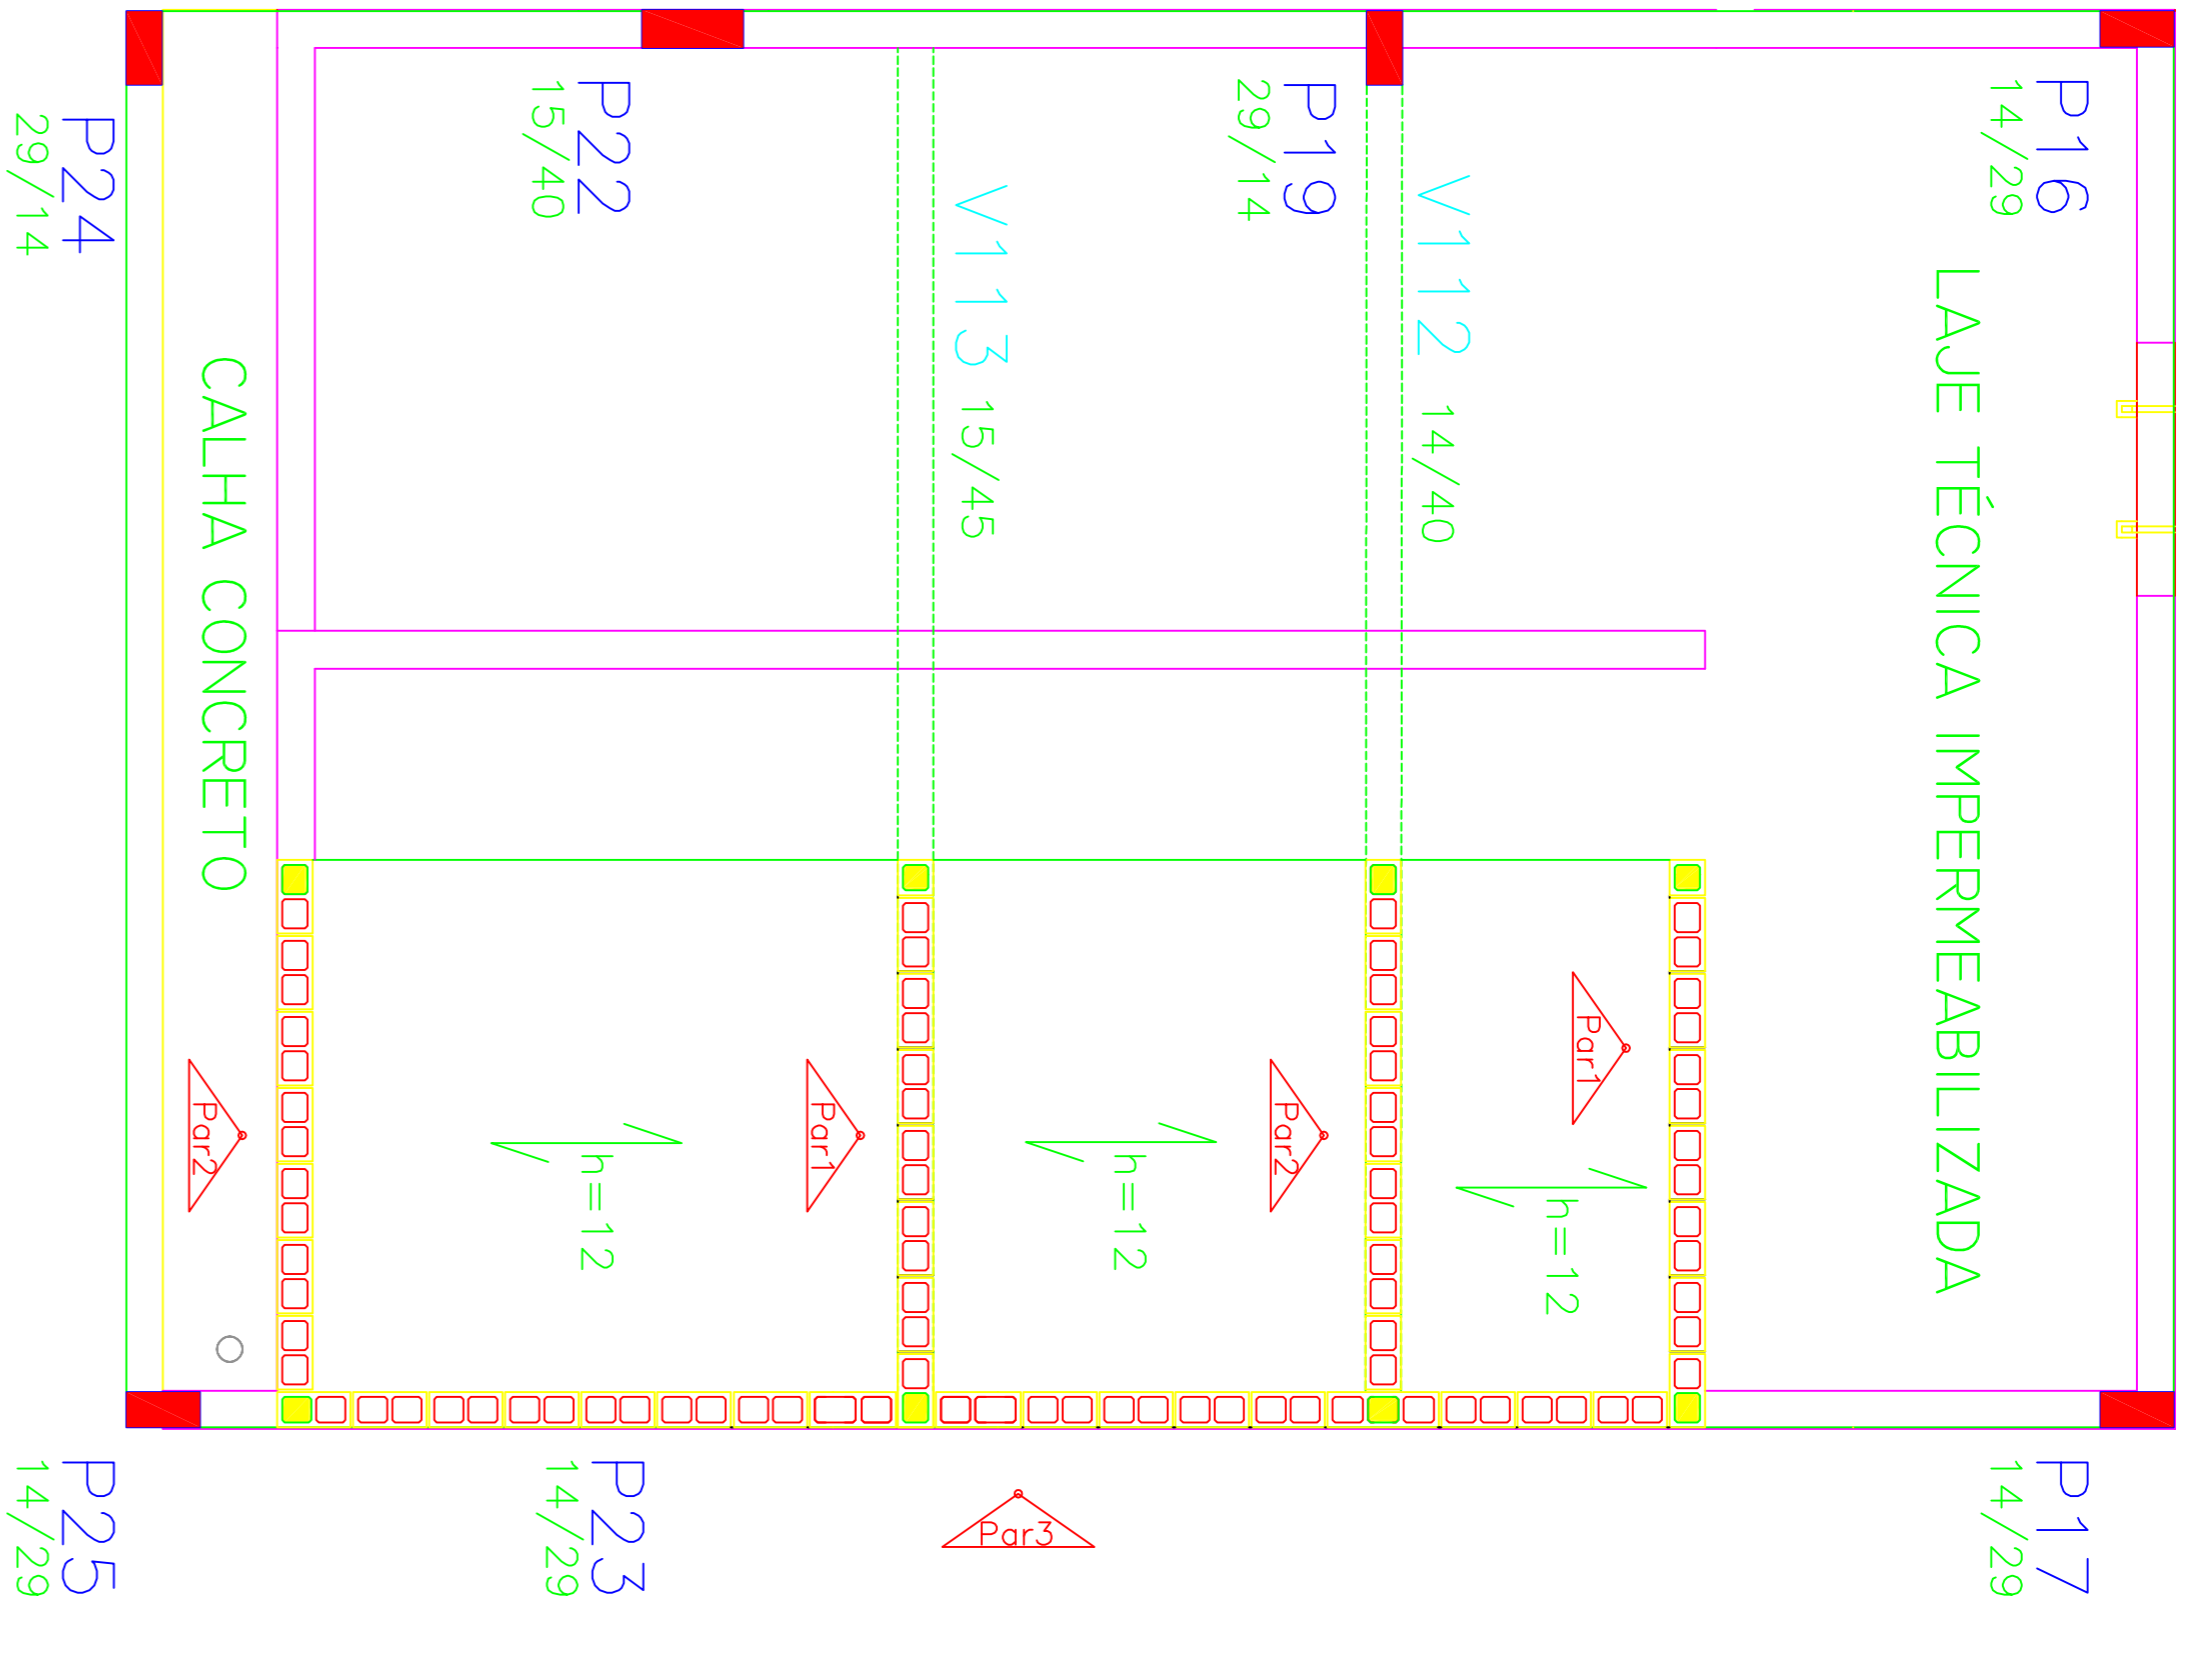 P16
14/29
LAJE TÉCNICA IMPERMEABILIZADA
P17
14/29
V112 14/40
P19
29/14
V113 15/45
P22
15/40
P24
29/14
CALHA CONCRETO
Par1
h=12
Par2
h=12
Par1
h=12
Par2
Par3
P23
14/29
P25
14/29